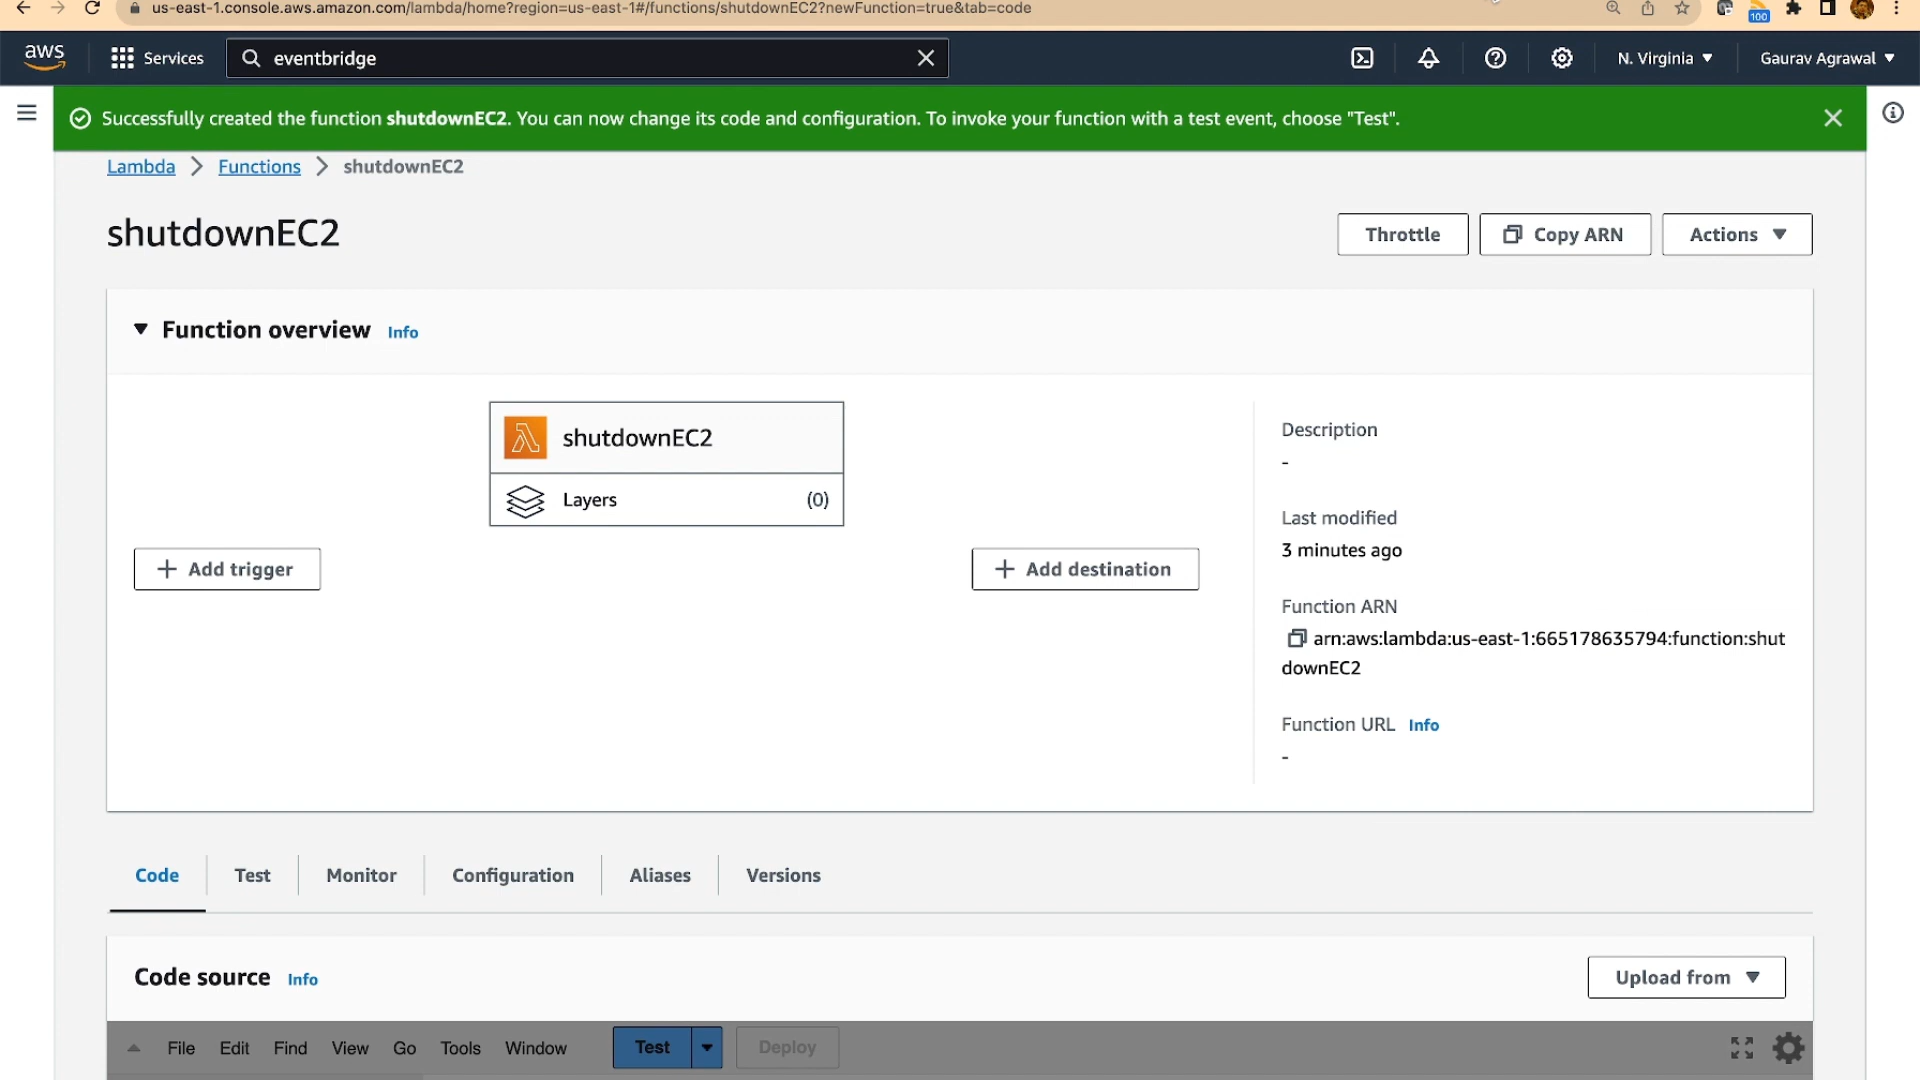 us-east-1.console.aws.amazon.com/lambda/home?region=us-east-1#/functions/shutdownEC2?newFunction=true&tab=code
100
aws
Services
eventbridge
N. Virginia
Gaurav Agrawal
Successfully created the function shutdownEC2. You can now change its code and configuration. To invoke your function with a test event, choose "Test".
Lambda
Functions
shutdownEC2
shutdownEC2
Throttle
Copy ARN
Actions
Function overview Info
shutdownEC2
Layers (0)
Add trigger
Add destination
Description
-
Last modified
3 minutes ago
Function ARN
arn:aws:lambda:us-east-1:665178635794:function:shut
downEC2
Function URL Info
-
Code
Test
Monitor
Configuration
Aliases
Versions
Code source Info
Upload from
File Edit Find View Go Tools Window Test Deploy